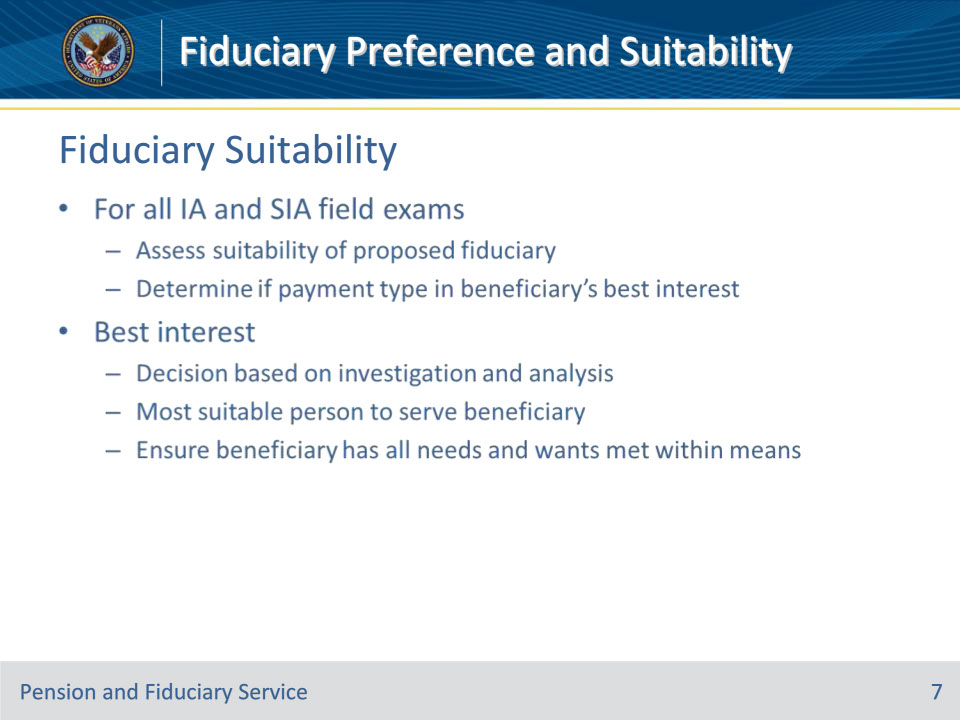 Fiduciary Preference and Suitability
Fiduciary Suitability
• For all IA and SIA field exams
– Assess suitability of proposed fiduciary
– Determine if payment type in beneficiary’s best interest
• Best interest
– Decision based on investigation and analysis
– Most suitable person to serve beneficiary
– Ensure beneficiary has all needs and wants met within means
Pension and Fiduciary Service
7